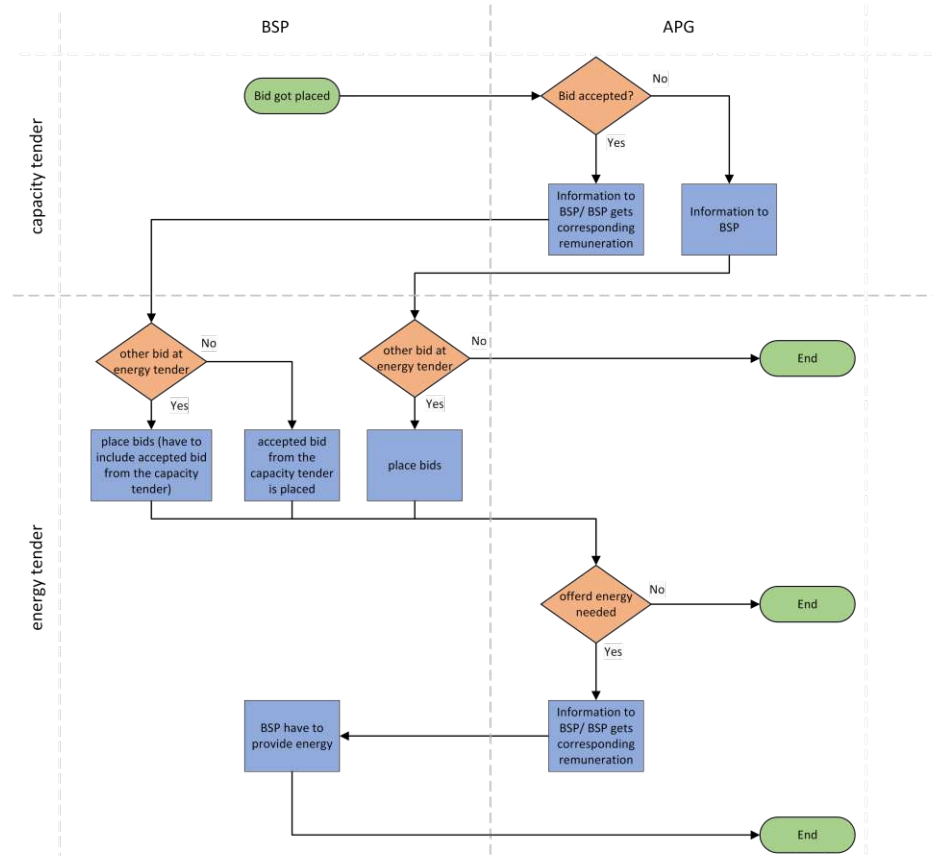 BSP
APG
capacity tender
Bid got placed
Bid accepted?
No
Yes
Information to
BSP/ BSP gets
corresponding
remuneration
Information to
BSP
energy tender
other bid at
energy tender
No
Yes
other bid at
energy tender
No
Yes
End
place bids (have to
include accepted bid
from the capacity
tender)
accepted bid
from the
capacity tender
is placed
place bids
offerd energy
needed
No
Yes
End
BSP have to
provide energy
Information to
BSP/ BSP gets
corresponding
remuneration
End